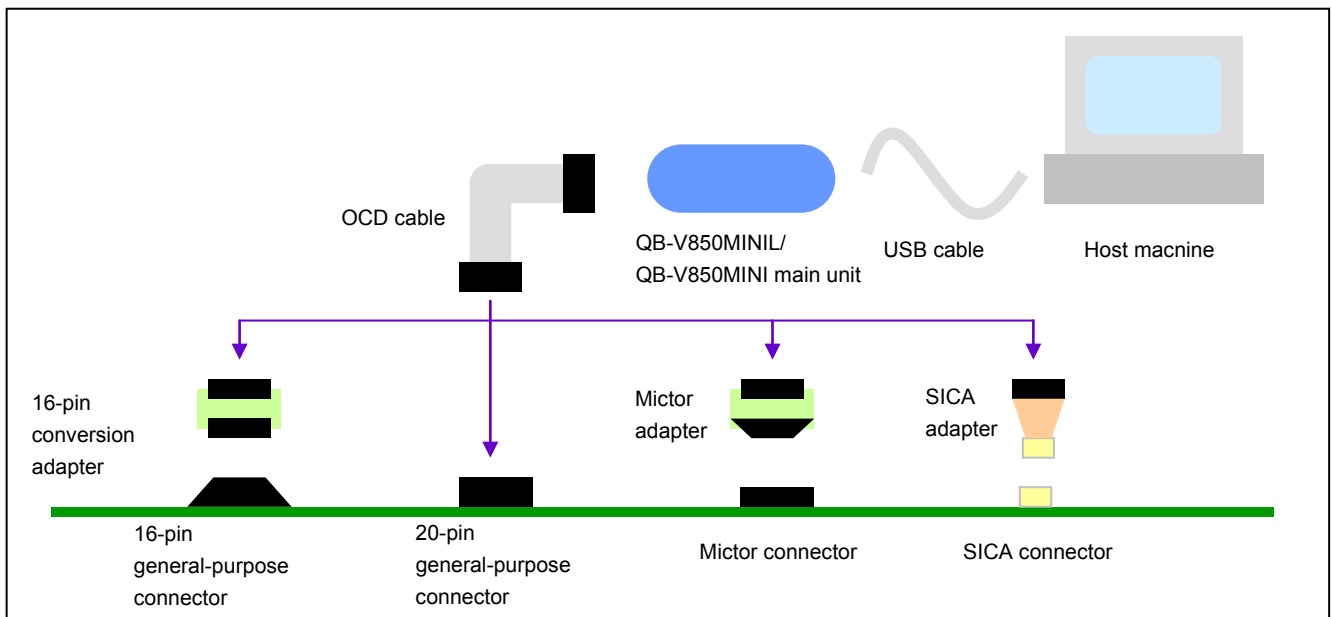 OCD cable
QB-V850MINIL/
QB-V850MINI main unit
USB cable
Host macnine
16-pin
conversion
adapter
Mictor
adapter
SICA
adapter
16-pin
general-purpose
connector
20-pin
general-purpose
connector
Mictor connector
SICA connector